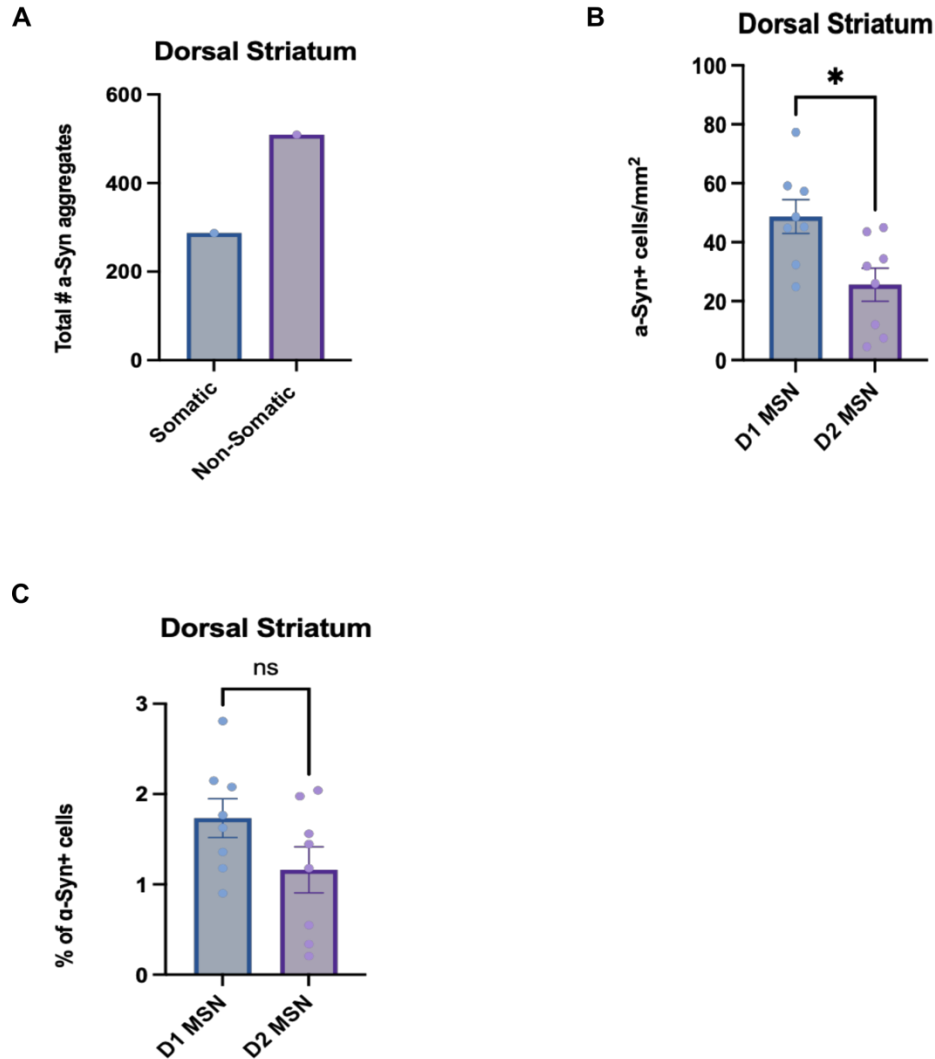 A
Dorsal Striatum
Total # a-Syn aggregates
600
400
200
0
Somatic
Non-Somatic
B
Dorsal Striatum
*
a-Syn+ cells/mm²
100
80
60
40
20
0
D1 MSN
D2 MSN
C
Dorsal Striatum
ns
% of α-Syn+ cells
3
2
1
0
D1 MSN
D2 MSN